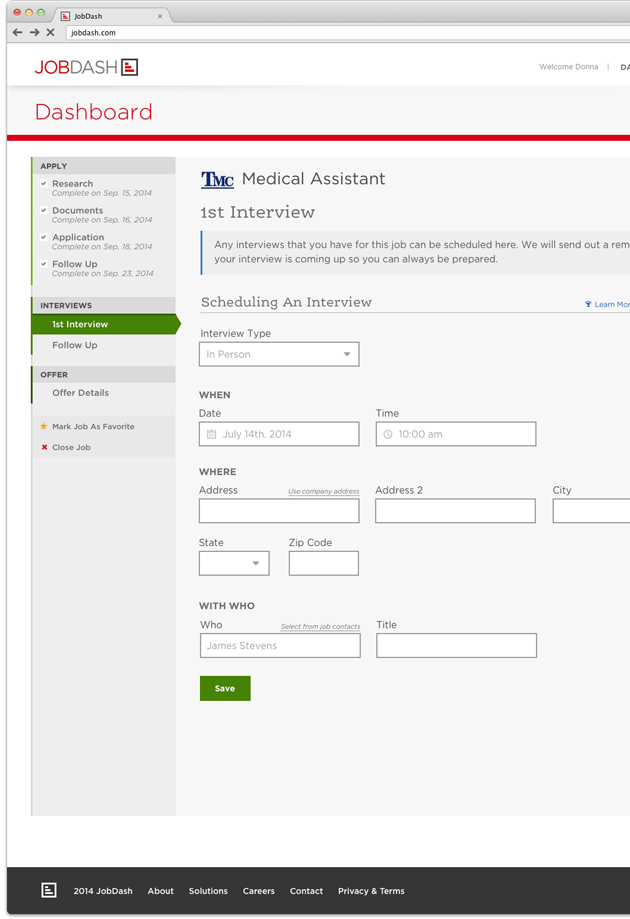 JobDash
jobdash.com
JOBDASH
Welcome Donna | DA
Dashboard
APPLY
Research
Complete on Sep. 15, 2014
Documents
Complete on Sep. 16, 2014
Application
Complete on Sep. 18, 2014
Follow Up
Complete on Sep. 23, 2014
INTERVIEWS
1st Interview
Follow Up
OFFER
Offer Details
Mark Job As Favorite
Close Job
TMC Medical Assistant
1st Interview
Any interviews that you have for this job can be scheduled here. We will send out a rem
your interview is coming up so you can always be prepared.
Scheduling An Interview
Learn Mor
Interview Type
In Person
WHEN
Date Time
July 14th, 2014 10:00 am
WHERE
Address Use company address Address 2 City
State Zip Code
WITH WHO
Who Select from job contacts Title
James Stevens
Save
2014 JobDash About Solutions Careers Contact Privacy & Terms